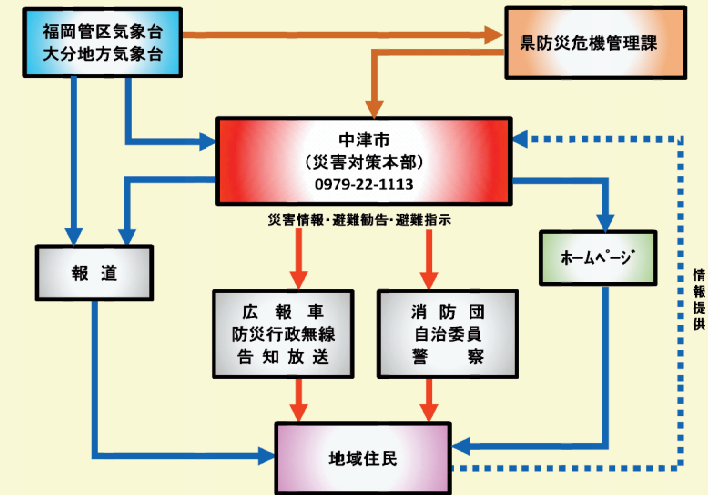 福岡管区気象台
大分地方気象台
県防災危機管理課
中津市
（災害対策本部）
0979-22-1113
災害情報・避難勧告・避難指示
報道
ホームページ
広報車
防災行政無線
告知放送
消防団
自治委員
警察
情報提供
地域住民